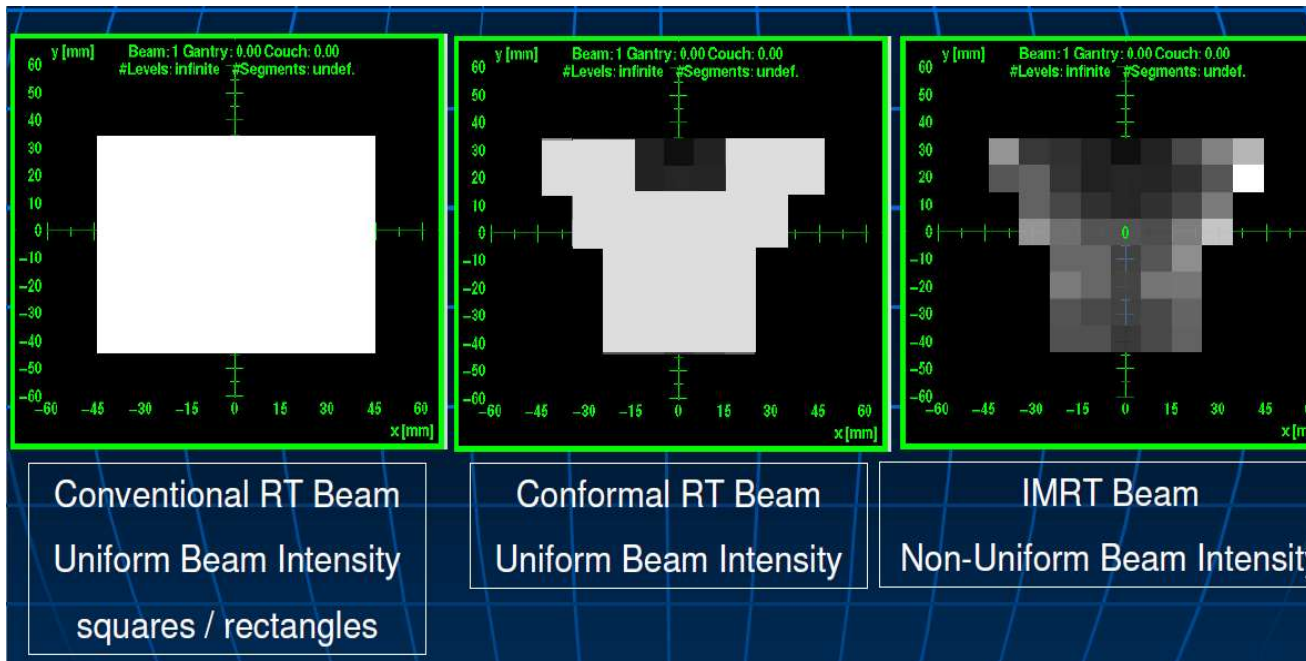 y [mm]
Beam: 1 Gantry: 0.00 Couch: 0.00
#Levels: infinite #Segments: undef.
60
50
40
30
20
10
0
−10
−20
−30
−40
−50
−60
−60 −45 −30 −15 0 15 30 45 60
x [mm]
y [mm]
Beam: 1 Gantry: 0.00 Couch: 0.00
#Levels: infinite #Segments: undef.
60
50
40
30
20
10
0
−10
−20
−30
−40
−50
−60
−60 −45 −30 −15 0 15 30 45 60
x [mm]
y [mm]
Beam: 1 Gantry: 0.00 Couch: 0.00
#Levels: infinite #Segments: undef.
60
50
40
30
20
10
0
0
−10
−20
−30
−40
−50
−60
−60 −45 −30 −15 0 15 30 45
x [m
Conventional RT Beam
Uniform Beam Intensity
squares / rectangles
Conformal RT Beam
Uniform Beam Intensity
IMRT Beam
Non-Uniform Beam Intensity